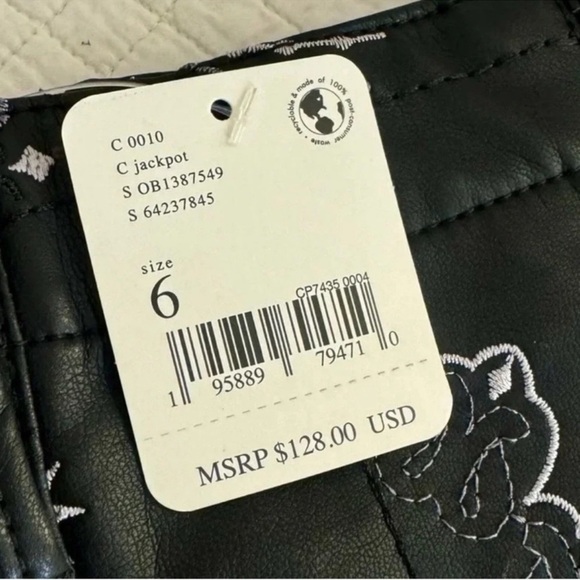 recyclable & made of 100% post-consumer waste •
C 0010
C jackpot
S OB1387549
S 64237845
size
6
CP7435 0004
1 95889 79471 0
MSRP $128.00 USD